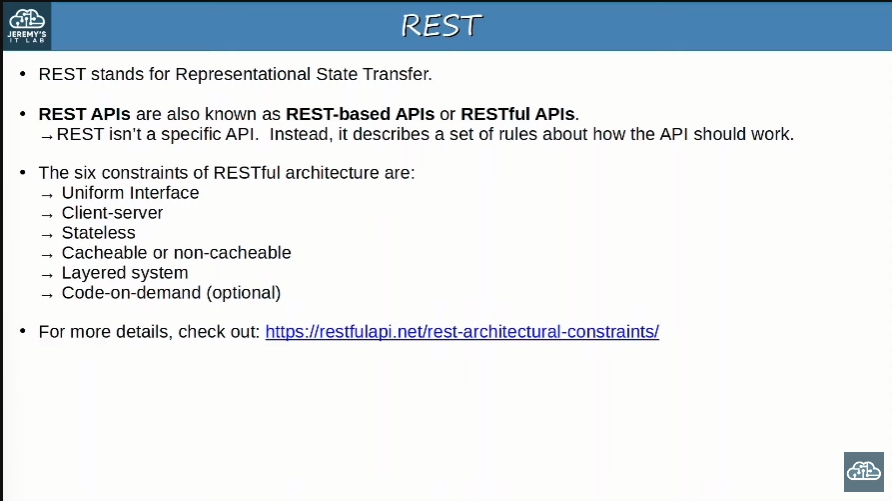 JEREMY'S
IT LAB
REST
• REST stands for Representational State Transfer.
• REST APIs are also known as REST-based APIs or RESTful APIs.
→REST isn't a specific API. Instead, it describes a set of rules about how the API should work.
• The six constraints of RESTful architecture are:
→ Uniform Interface
→ Client-server
→ Stateless
→ Cacheable or non-cacheable
→ Layered system
→ Code-on-demand (optional)
• For more details, check out: https://restfulapi.net/rest-architectural-constraints/